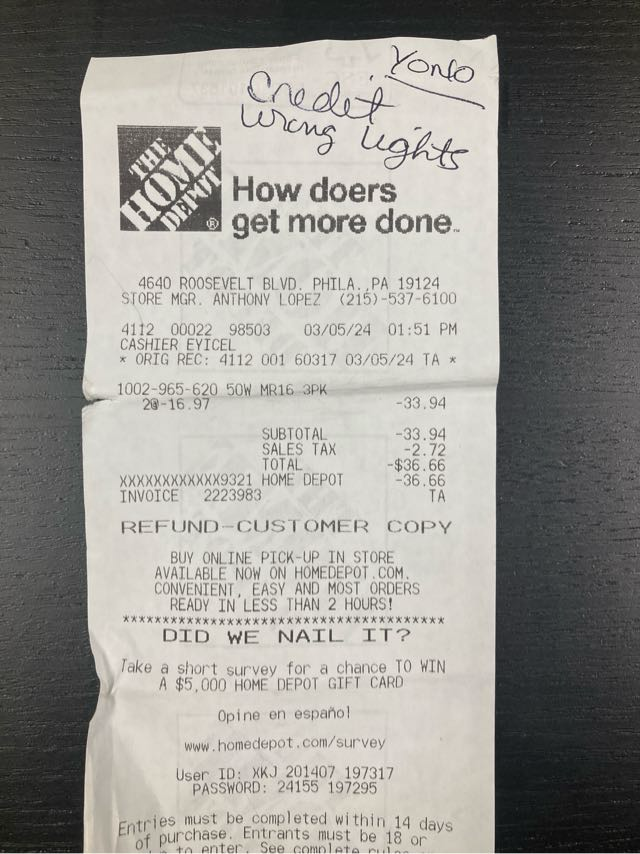 Yonlo
Credit
wrong lights
THE
HOME
DEPOT
®
How doers
get more done™
4640 ROOSEVELT BLVD. PHILA.,PA 19124
STORE MGR. ANTHONY LOPEZ (215)-537-6100
4112 00022 98503 03/05/24 01:51 PM
CASHIER EYICEL
* ORIG REC: 4112 001 60317 03/05/24 TA *
1002-965-620 50W MR16 3PK
2@-16.97 -33.94
SUBTOTAL -33.94
SALES TAX -2.72
TOTAL -$36.66
XXXXXXXXXXXX9321 HOME DEPOT -36.66
INVOICE 2223983 TA
REFUND-CUSTOMER COPY
BUY ONLINE PICK-UP IN STORE
AVAILABLE NOW ON HOMEDEPOT.COM.
CONVENIENT, EASY AND MOST ORDERS
READY IN LESS THAN 2 HOURS!
****************************************
DID WE NAIL IT?
Take a short survey for a chance TO WIN
A $5,000 HOME DEPOT GIFT CARD
Opine en español
www.homedepot.com/survey
User ID: XKJ 201407 197317
PASSWORD: 24155 197295
Entries must be completed within 14 days
of purchase. Entrants must be 18 or
to enter. See complete